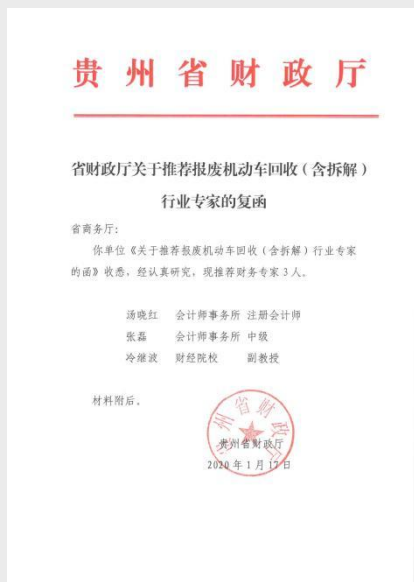 贵州省财政厅
省财政厅关于推荐报废机动车回收（含拆解）
行业专家的复函
省商务厅：
你单位《关于推荐报废机动车回收（含拆解）行业专家
的函》收悉，经认真研究，现推荐财务专家3人。
汤晓红 会计师事务所 注册会计师
张磊 会计师事务所 中级
冷继波 财经院校 副教授
材料附后。
贵州省财政厅
贵州省财政厅
2020年1月17日